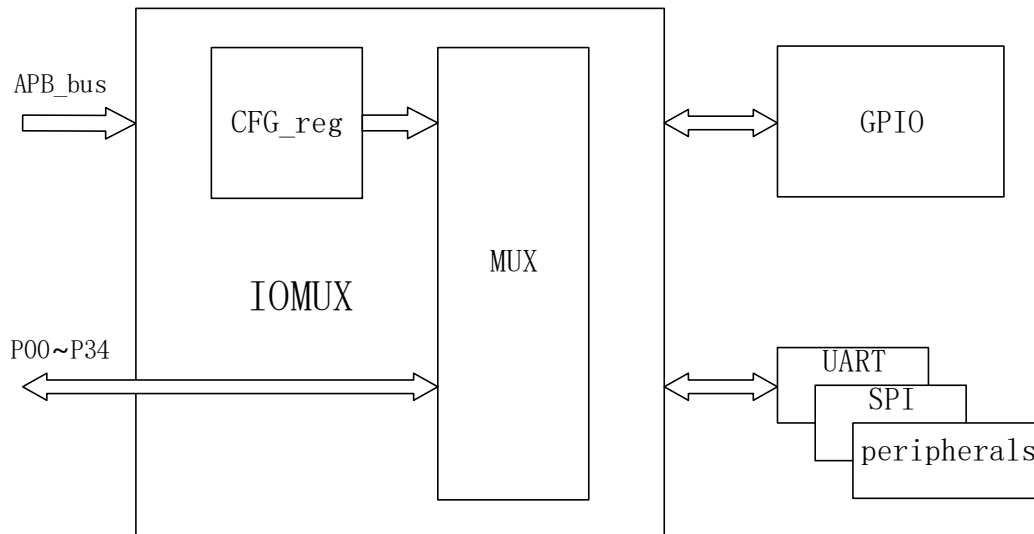 APB_bus
CFG_reg
GPIO
MUX
IOMUX
P00~P34
UART
SPI
peripherals